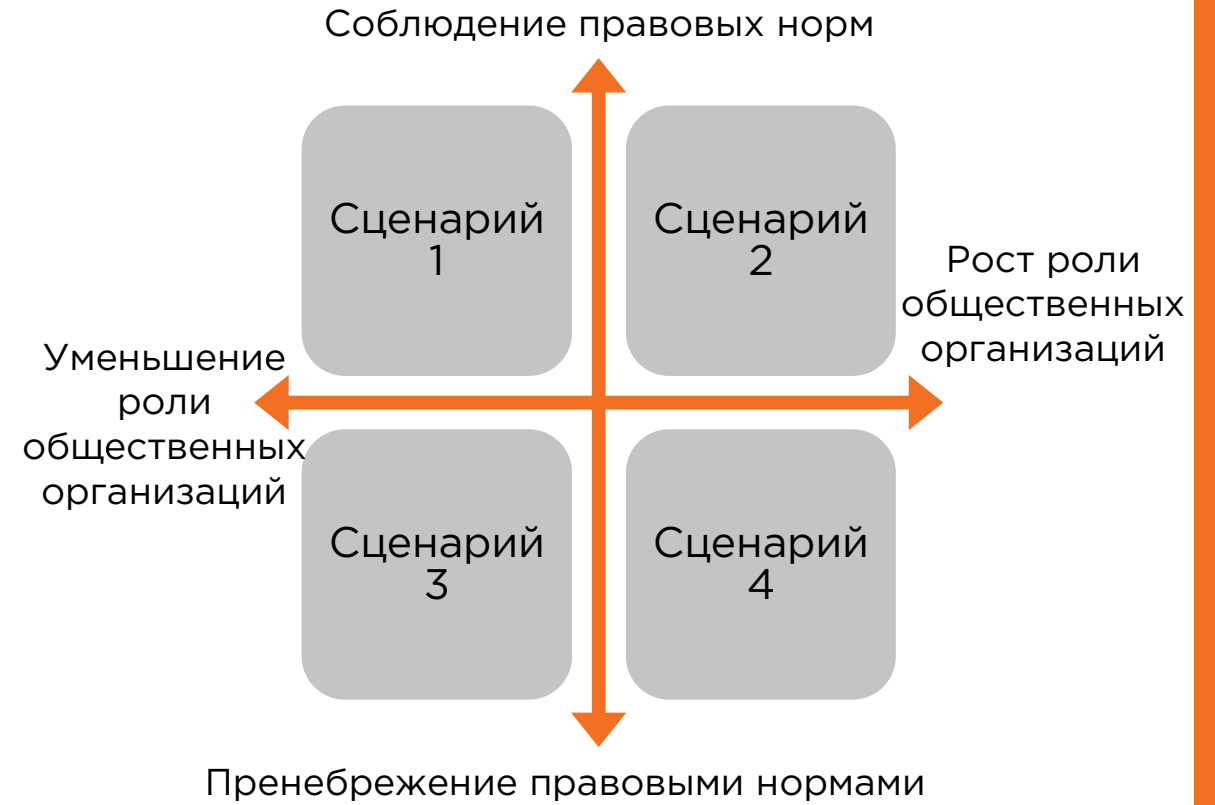 Соблюдение правовых норм
Сценарий
1
Сценарий
2
Рост роли
общественных
организаций
Уменьшение
роли
общественных
организаций
Сценарий
3
Сценарий
4
Пренебрежение правовыми нормами